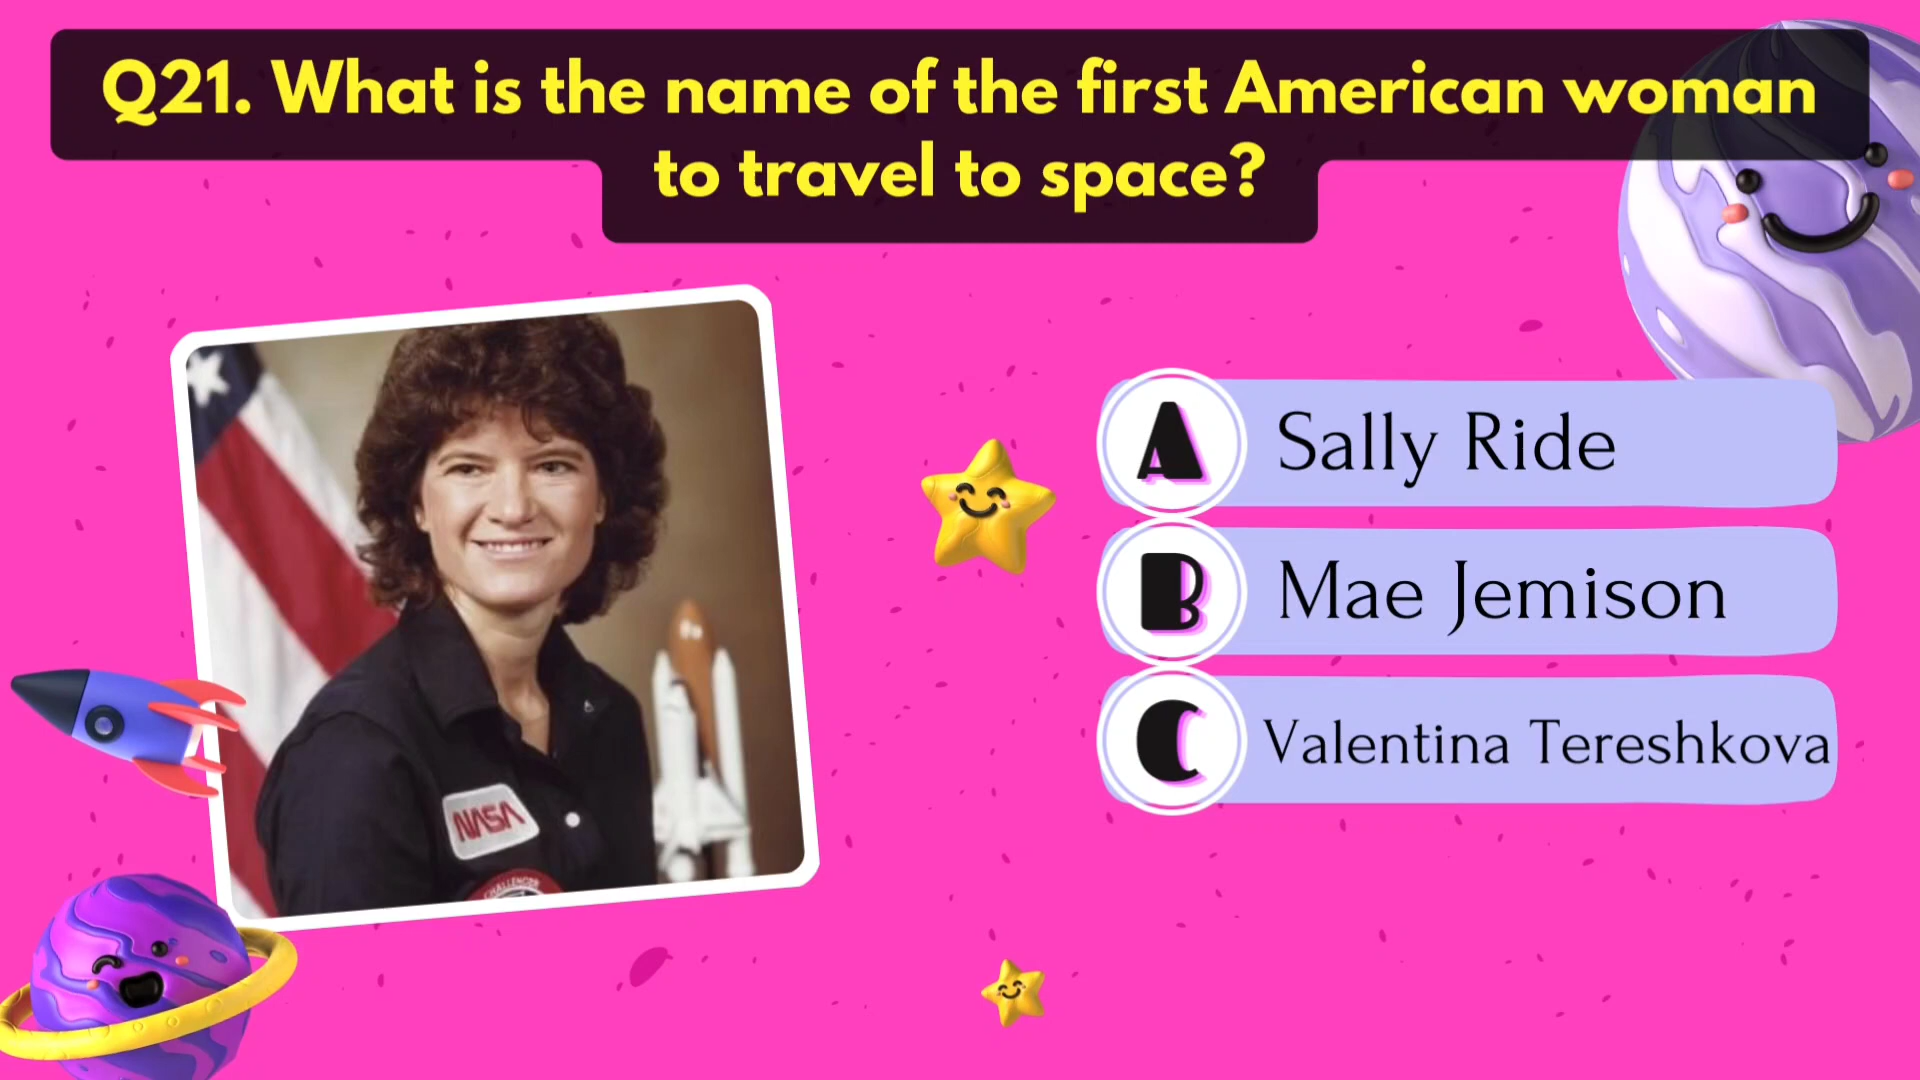 Q21. What is the name of the first American woman
to travel to space?
A Sally Ride
B Mae Jemison
C Valentina Tereshkova
NASA
CHALLENGER